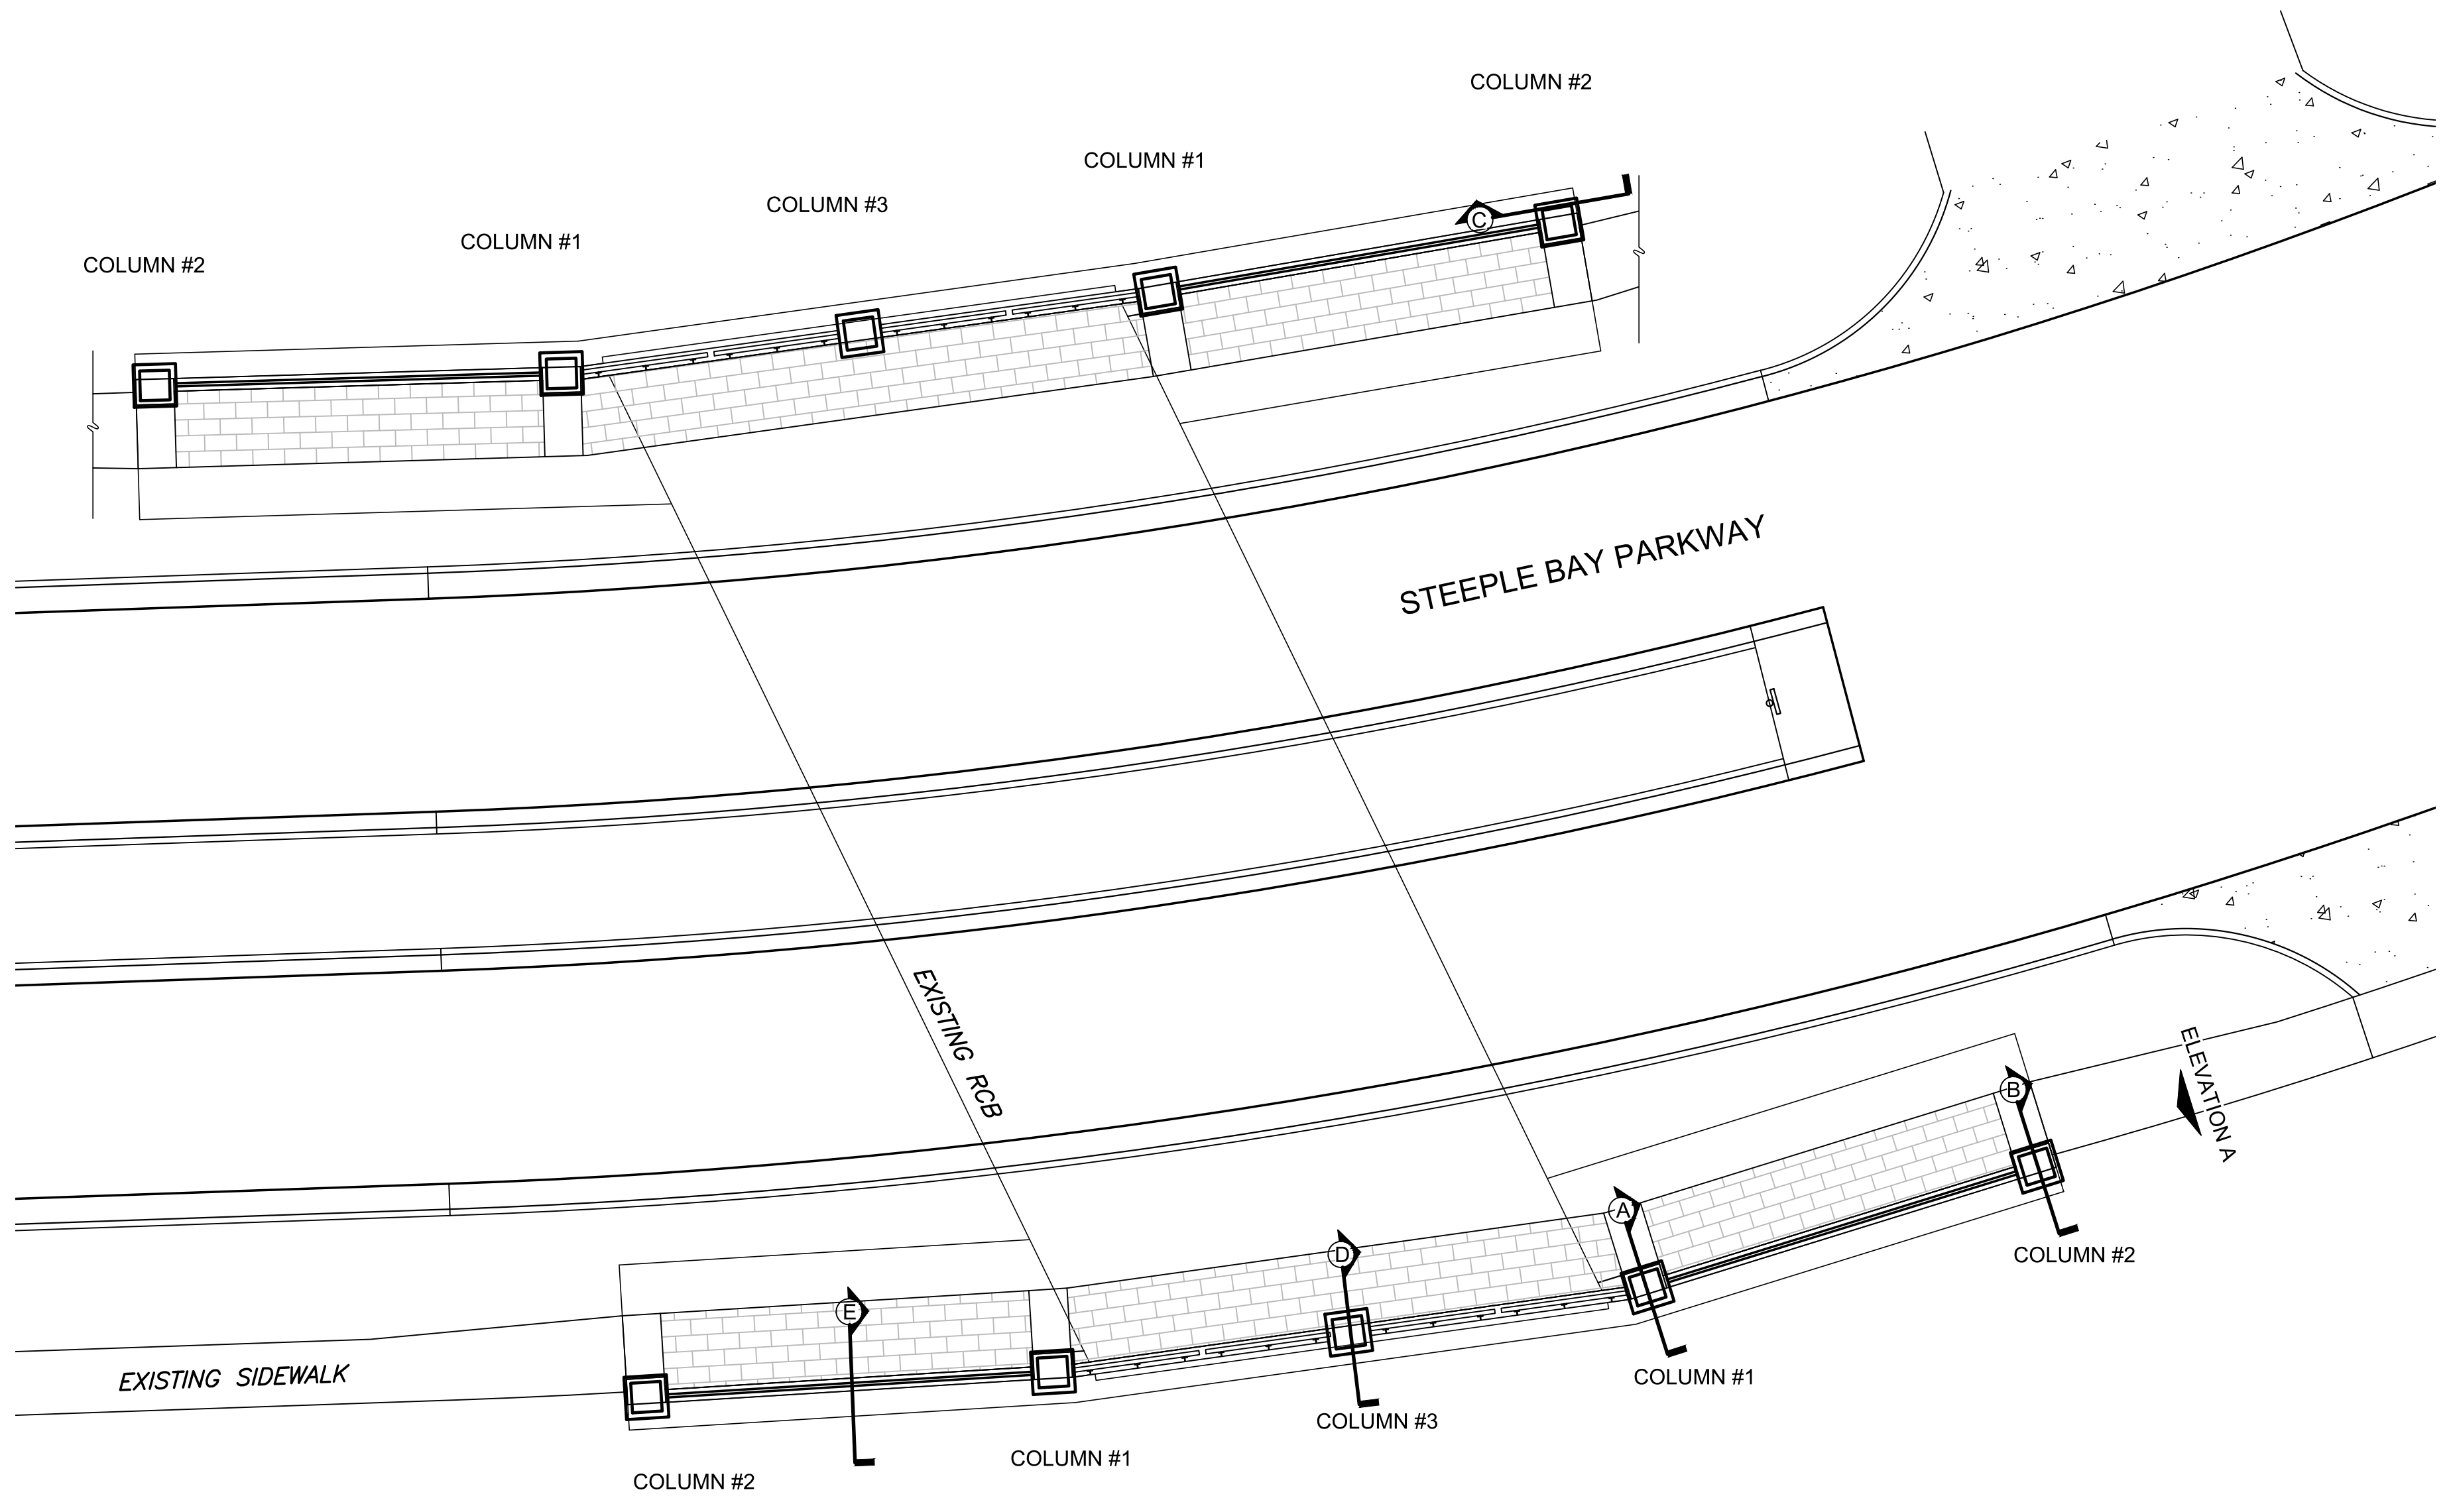 COLUMN #2
COLUMN #1
COLUMN #3
COLUMN #1
COLUMN #2
C
STEEPLE BAY PARKWAY
EXISTING RCB
ELEVATION A
B
A
D
E
COLUMN #2
EXISTING SIDEWALK
COLUMN #1
COLUMN #3
COLUMN #1
COLUMN #2